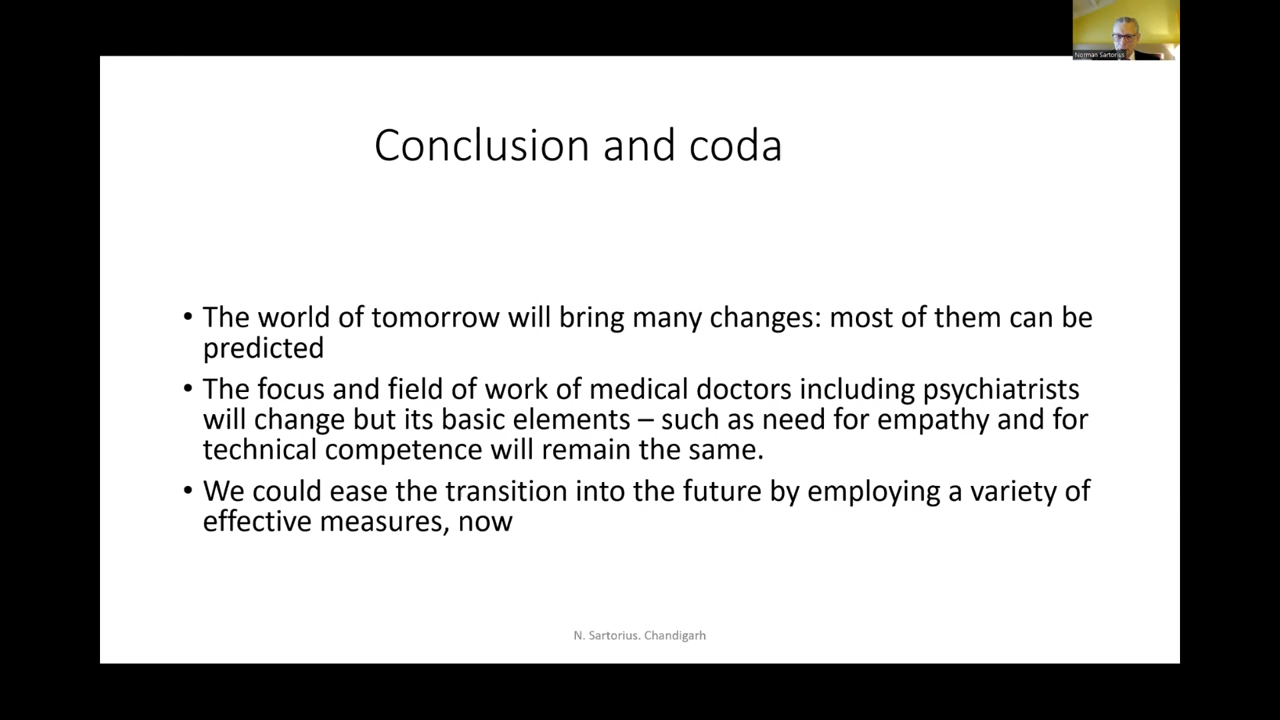 Norman Sartorius
Conclusion and coda
• The world of tomorrow will bring many changes: most of them can be
predicted
• The focus and field of work of medical doctors including psychiatrists
will change but its basic elements – such as need for empathy and for
technical competence will remain the same.
• We could ease the transition into the future by employing a variety of
effective measures, now
N. Sartorius. Chandigarh